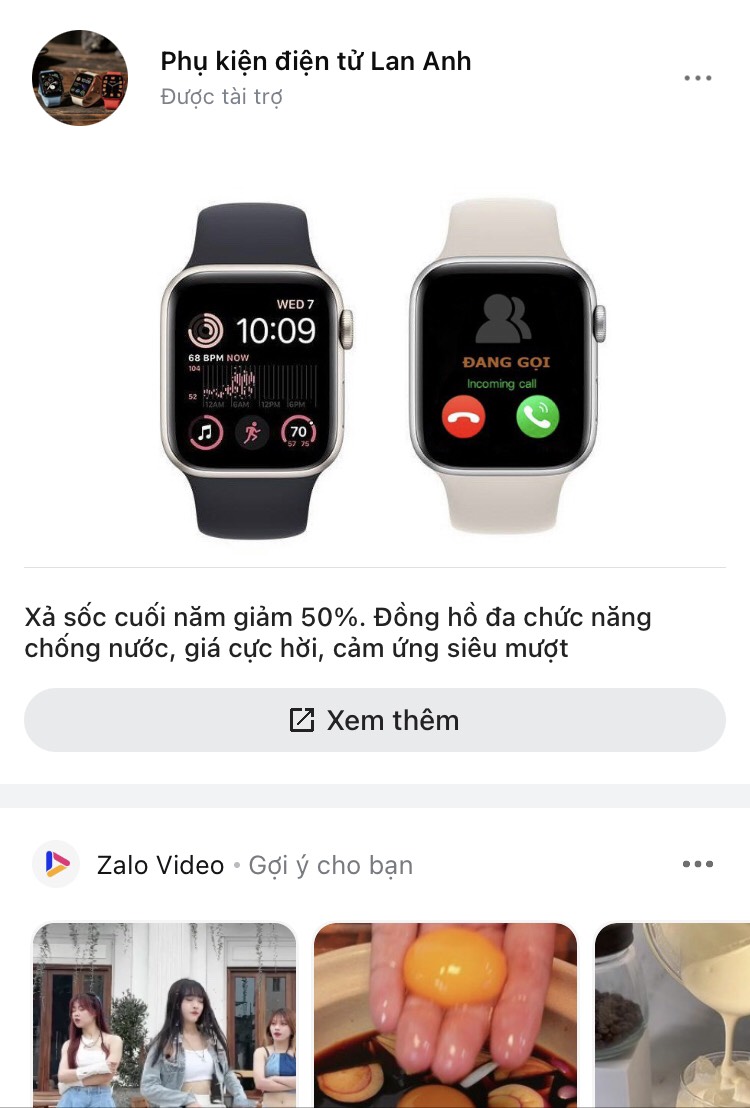 Phụ kiện điện tử Lan Anh
Được tài trợ
WED 7
10:09
68 BPM NOW
104
52
12AM 6AM 12PM 6PM
70
57 75
ĐANG GỌI
Incoming call
Xả sốc cuối năm giảm 50%. Đồng hồ đa chức năng
chống nước, giá cực hời, cảm ứng siêu mượt
Xem thêm
Zalo Video • Gợi ý cho bạn